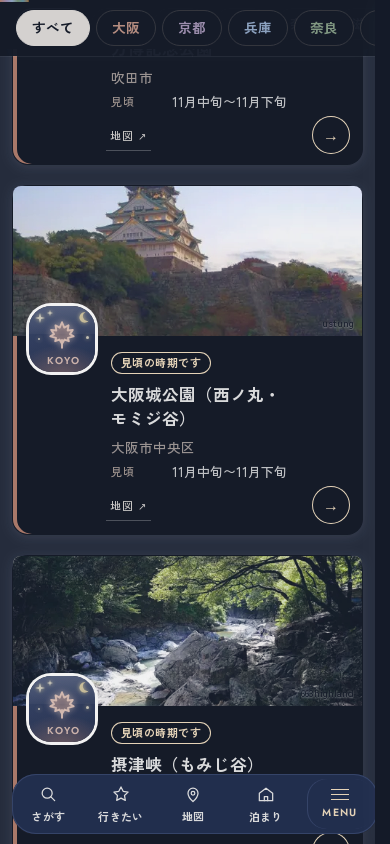 すべて
大阪
京都
兵庫
奈良
吹田市
見頃 11月中旬〜11月下旬
地図 ↗
→
KOYO
見頃の時期です
大阪城公園（西ノ丸・
モミジ谷）
大阪市中央区
見頃 11月中旬〜11月下旬
地図 ↗
→
KOYO
見頃の時期です
摂津峡（もみじ谷）
さがす
行きたい
地図
泊まり
MENU